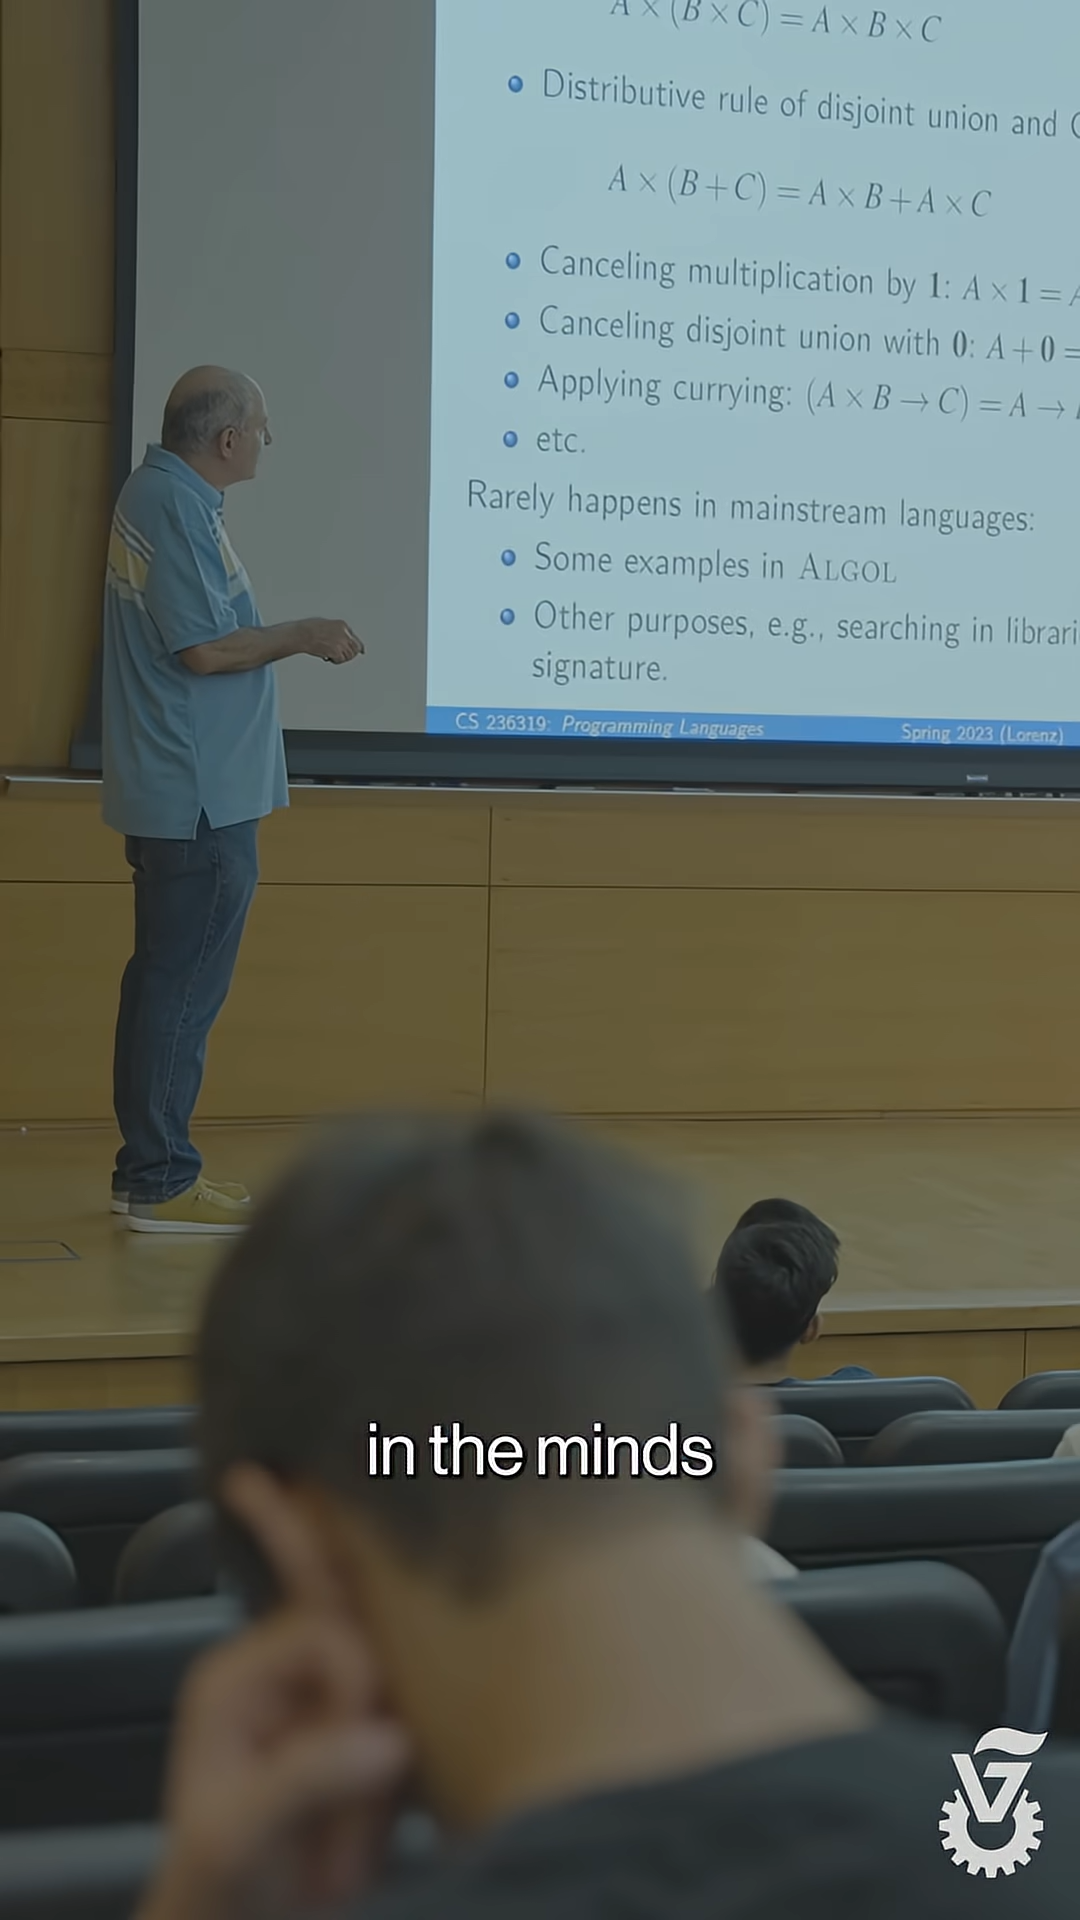 A × (B × C) = A × B × C
Distributive rule of disjoint union and
A × (B + C) = A × B + A × C
Canceling multiplication by 1: A × 1 =
Canceling disjoint union with 0: A + 0 =
Applying currying: (A × B → C) = A →
etc.
Rarely happens in mainstream languages:
Some examples in ALGOL
Other purposes, e.g., searching in librari
signature.
CS 236319: Programming Languages Spring 2023 (Lorenz)
in the minds